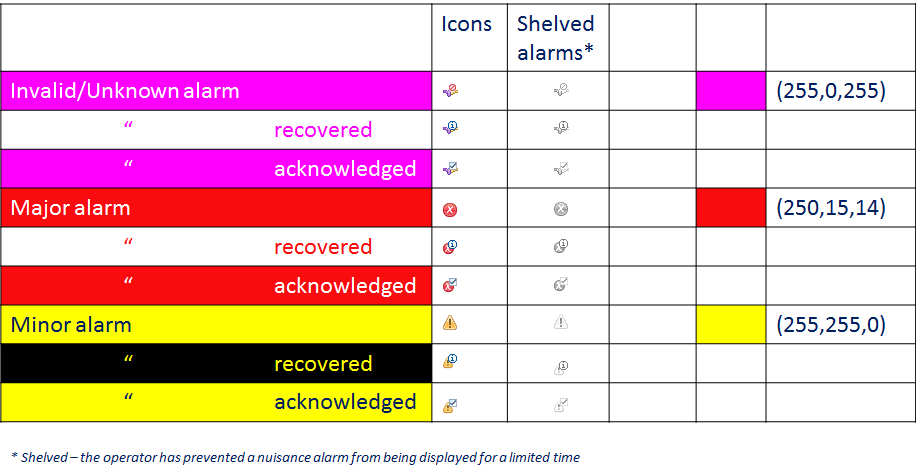 Icons
Shelved
alarms*
Invalid/Unknown alarm (255,0,255)
“ recovered
“ acknowledged
Major alarm (250,15,14)
“ recovered
“ acknowledged
Minor alarm (255,255,0)
“ recovered
“ acknowledged
* Shelved – the operator has prevented a nuisance alarm from being displayed for a limited time